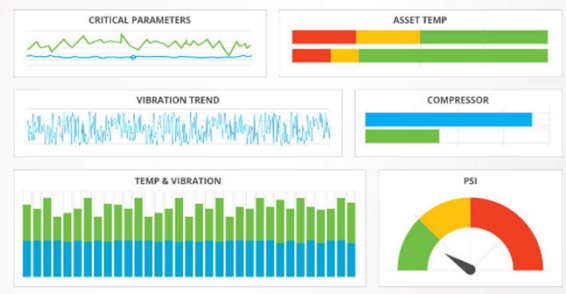 CRITICAL PARAMETERS
ASSET TEMP
VIBRATION TREND
COMPRESSOR
TEMP & VIBRATION
PSI